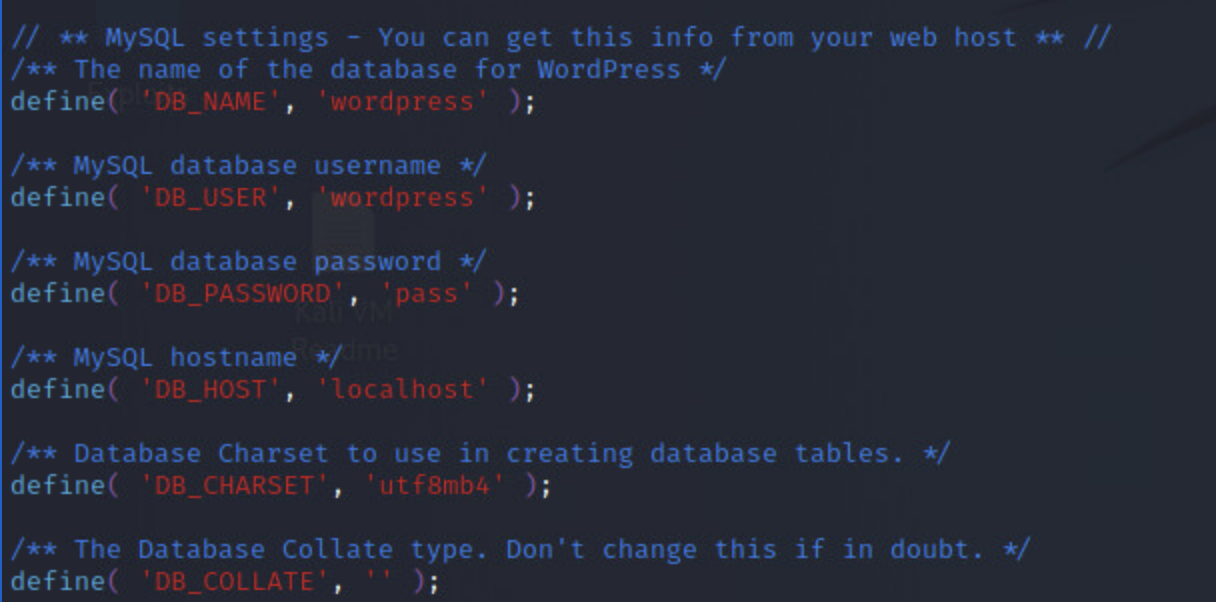 // ** MySQL settings - You can get this info from your web host ** //
/** The name of the database for WordPress */
define( 'DB_NAME', 'wordpress' );
/** MySQL database username */
define( 'DB_USER', 'wordpress' );
/** MySQL database password */
define( 'DB_PASSWORD', 'pass' );
Kali VM
Readme
/** MySQL hostname */
define( 'DB_HOST', 'localhost' );
/** Database Charset to use in creating database tables. */
define( 'DB_CHARSET', 'utf8mb4' );
/** The Database Collate type. Don't change this if in doubt. */
define( 'DB_COLLATE', '' );